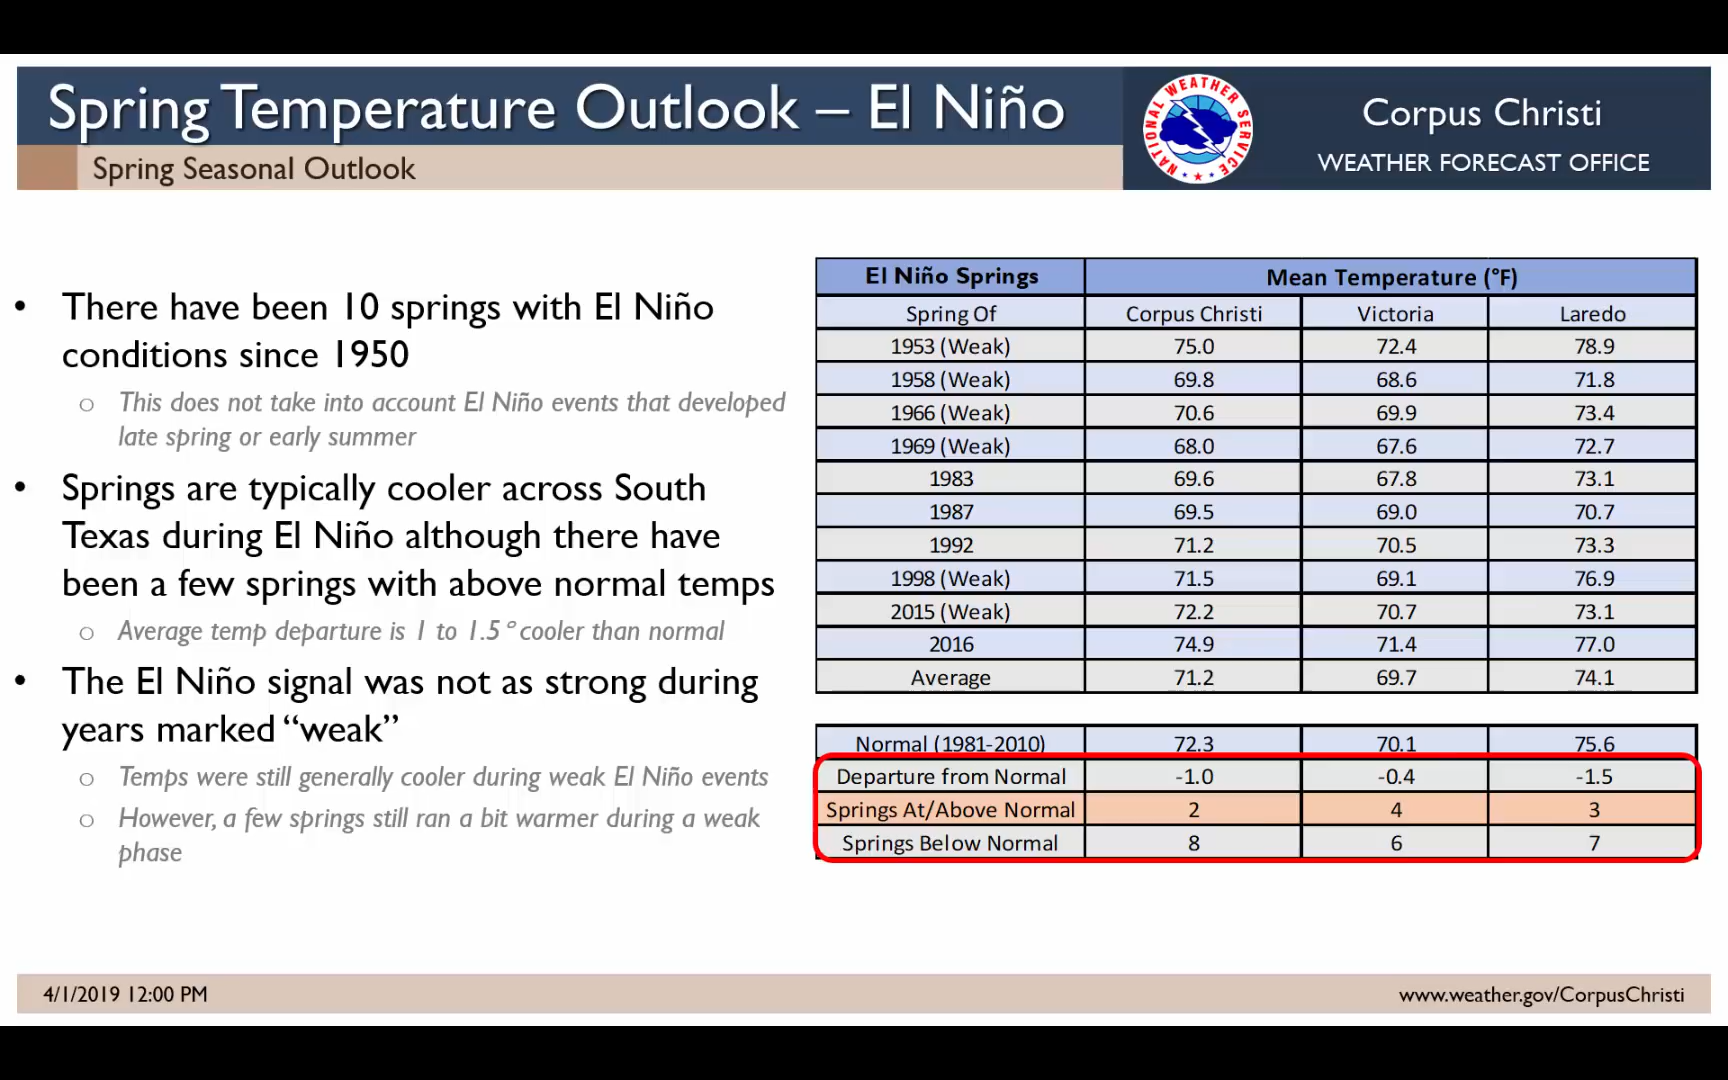 Spring Temperature Outlook – El Niño
Spring Seasonal Outlook
NATIONAL WEATHER SERVICE
Corpus Christi
WEATHER FORECAST OFFICE
• There have been 10 springs with El Niño
conditions since 1950
o This does not take into account El Niño events that developed
late spring or early summer
• Springs are typically cooler across South
Texas during El Niño although there have
been a few springs with above normal temps
o Average temp departure is 1 to 1.5° cooler than normal
• The El Niño signal was not as strong during
years marked “weak”
o Temps were still generally cooler during weak El Niño events
o However, a few springs still ran a bit warmer during a weak
phase
El Niño Springs Mean Temperature (°F)
Spring Of Corpus Christi Victoria Laredo
1953 (Weak) 75.0 72.4 78.9
1958 (Weak) 69.8 68.6 71.8
1966 (Weak) 70.6 69.9 73.4
1969 (Weak) 68.0 67.6 72.7
1983 69.6 67.8 73.1
1987 69.5 69.0 70.7
1992 71.2 70.5 73.3
1998 (Weak) 71.5 69.1 76.9
2015 (Weak) 72.2 70.7 73.1
2016 74.9 71.4 77.0
Average 71.2 69.7 74.1
Normal (1981-2010) 72.3 70.1 75.6
Departure from Normal -1.0 -0.4 -1.5
Springs At/Above Normal 2 4 3
Springs Below Normal 8 6 7
4/1/2019 12:00 PM
www.weather.gov/CorpusChristi